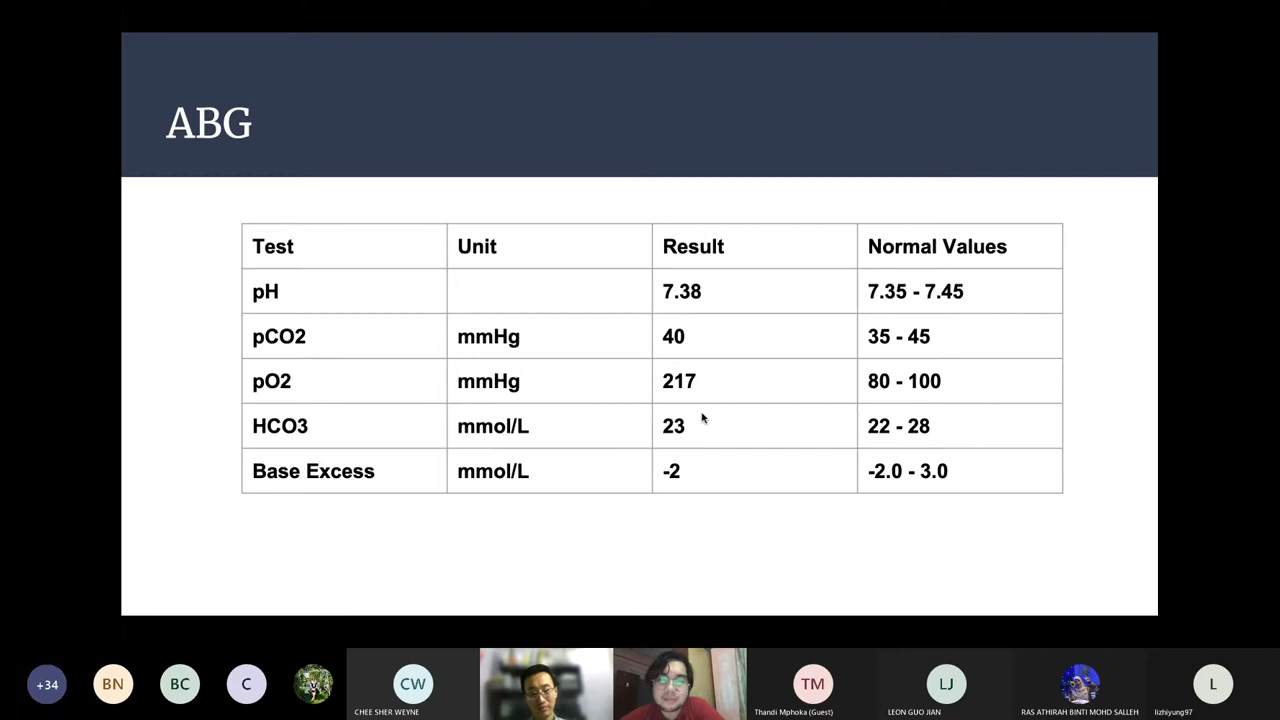 ABG
Test Unit Result Normal Values
pH 7.38 7.35 - 7.45
pCO2 mmHg 40 35 - 45
pO2 mmHg 217 80 - 100
HCO3 mmol/L 23 22 - 28
Base Excess mmol/L -2 -2.0 - 3.0
+34 BN BC C CW TM LJ L
CHEE SHER WEYNE Thandi Mphoka (Guest) LEON GUO JIAN RAS ATHIRAH BINTI MOHD SALLEH lizhiyung97